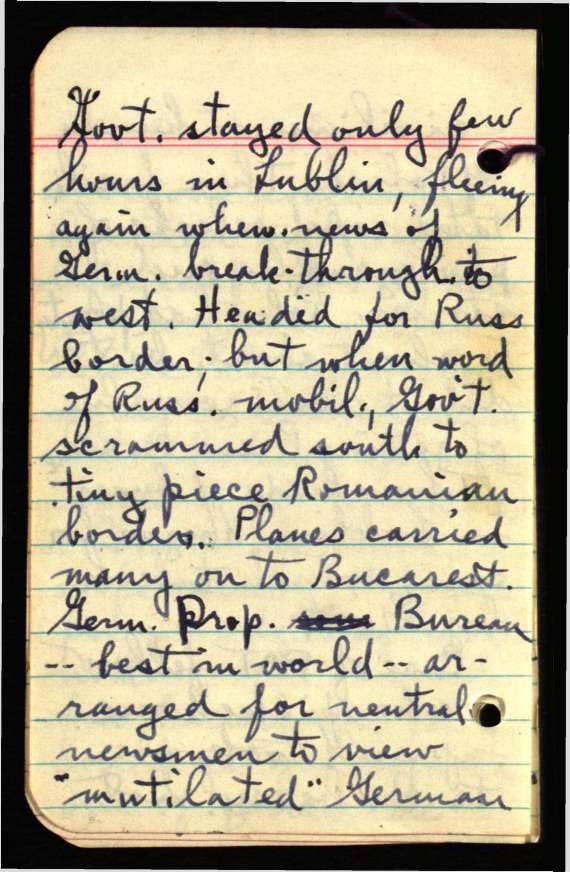 Govt. stayed only few
hours in Lublin, fleeing
again when news of
Germ. break-through to
west. Headed for Russ
border; but when word
of Russ. mobil., Gov't.
scrammed south to
tiny piece Romanian
border. Planes carried
many on to Bucarest.
Germ. Prop. Bureau
-- best in world -- ar-
ranged for neutral
newsmen to view
"mutilated" German